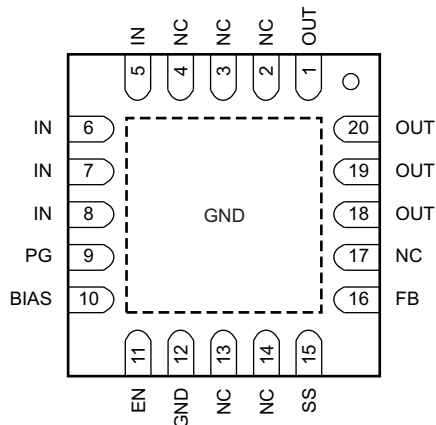 IN NC NC NC OUT
5 4 3 2 1
IN 6 20 OUT
IN 7 19 OUT
IN 8 GND 18 OUT
PG 9 17 NC
BIAS 10 16 FB
11 12 13 14 15
EN GND NC NC SS